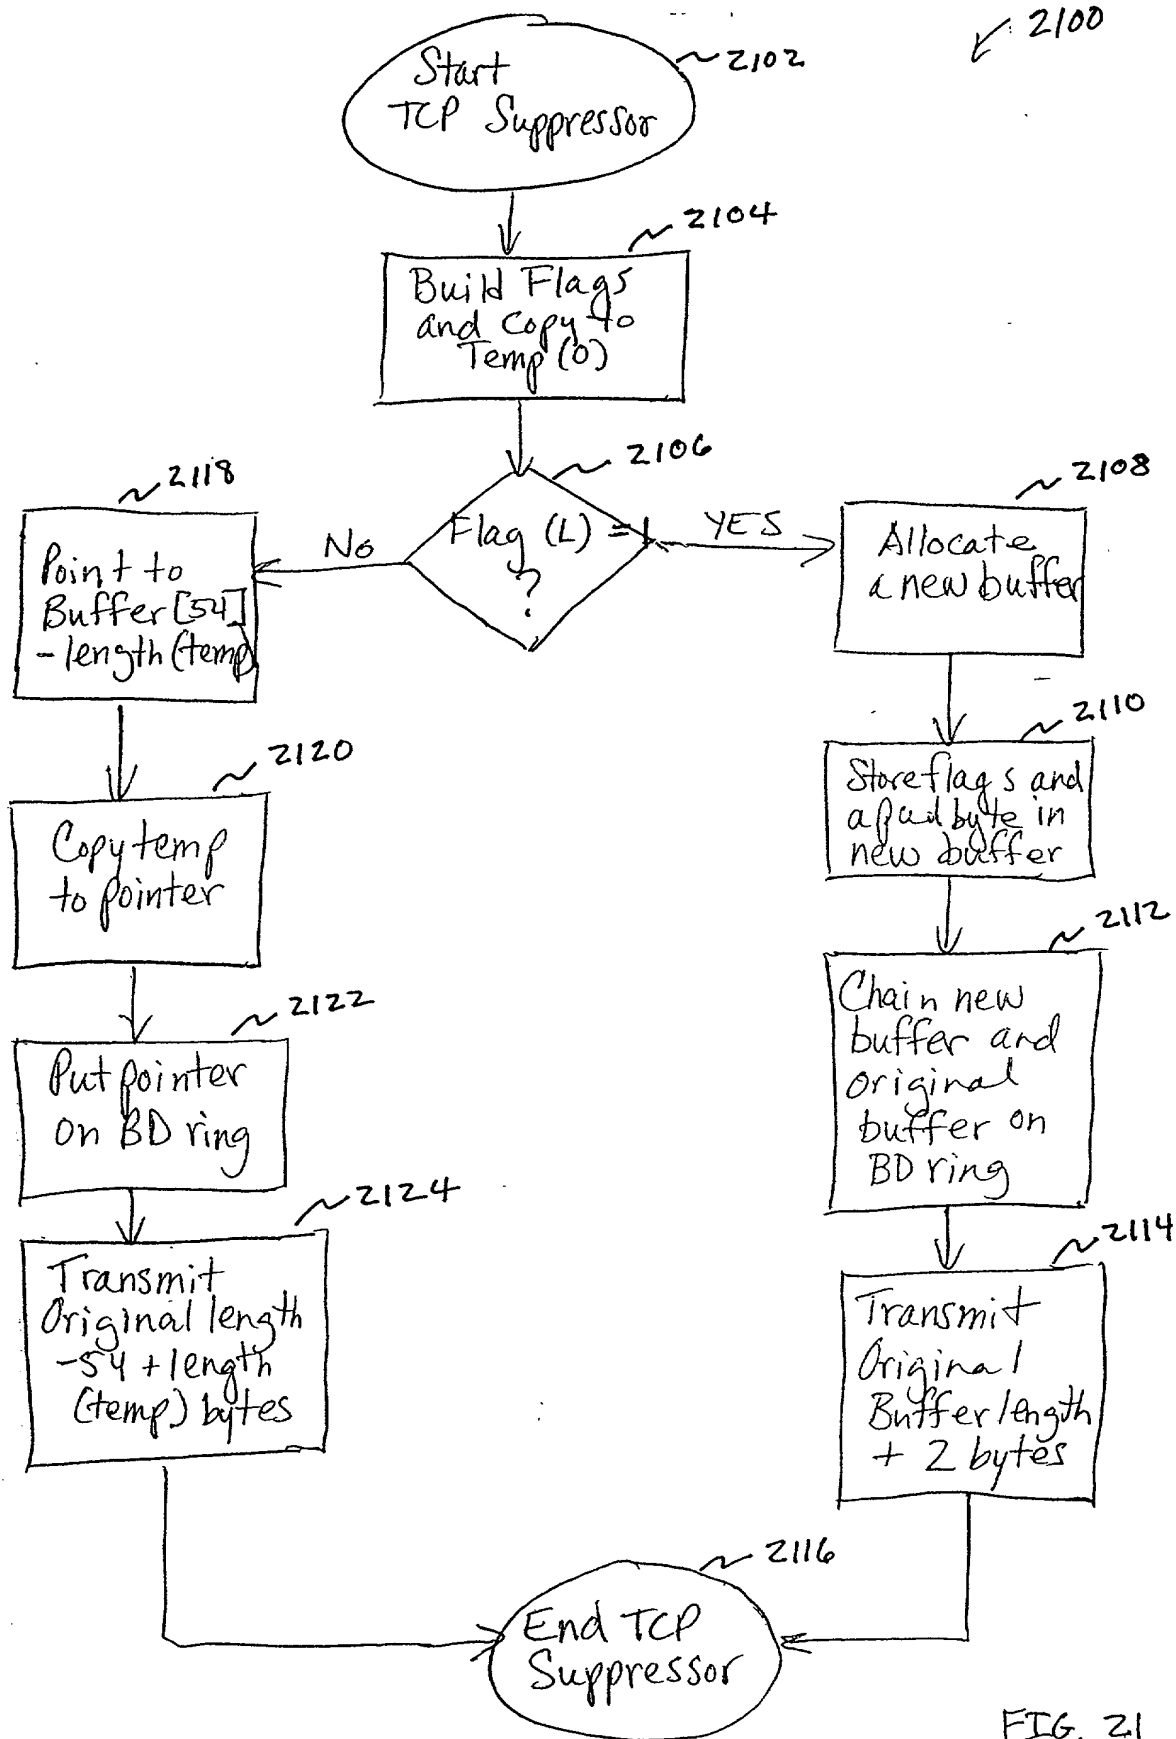 2100
2102
Start
TCP Suppressor
2104
Build Flags
and Copy to
Temp (0)
2106
Flag (L) = 1
?
No
YES
2118
Point to
Buffer [54]
- length (temp)
2120
Copy temp
to pointer
2122
Put pointer
on BD ring
2124
Transmit
Original length
-54 + length
(temp) bytes
2108
Allocate
a new buffer
2110
Store flags and
a pad byte in
new buffer
2112
Chain new
buffer and
original
buffer on
BD ring
2114
Transmit
Original
Buffer length
+ 2 bytes
2116
End TCP
Suppressor
FIG. 21